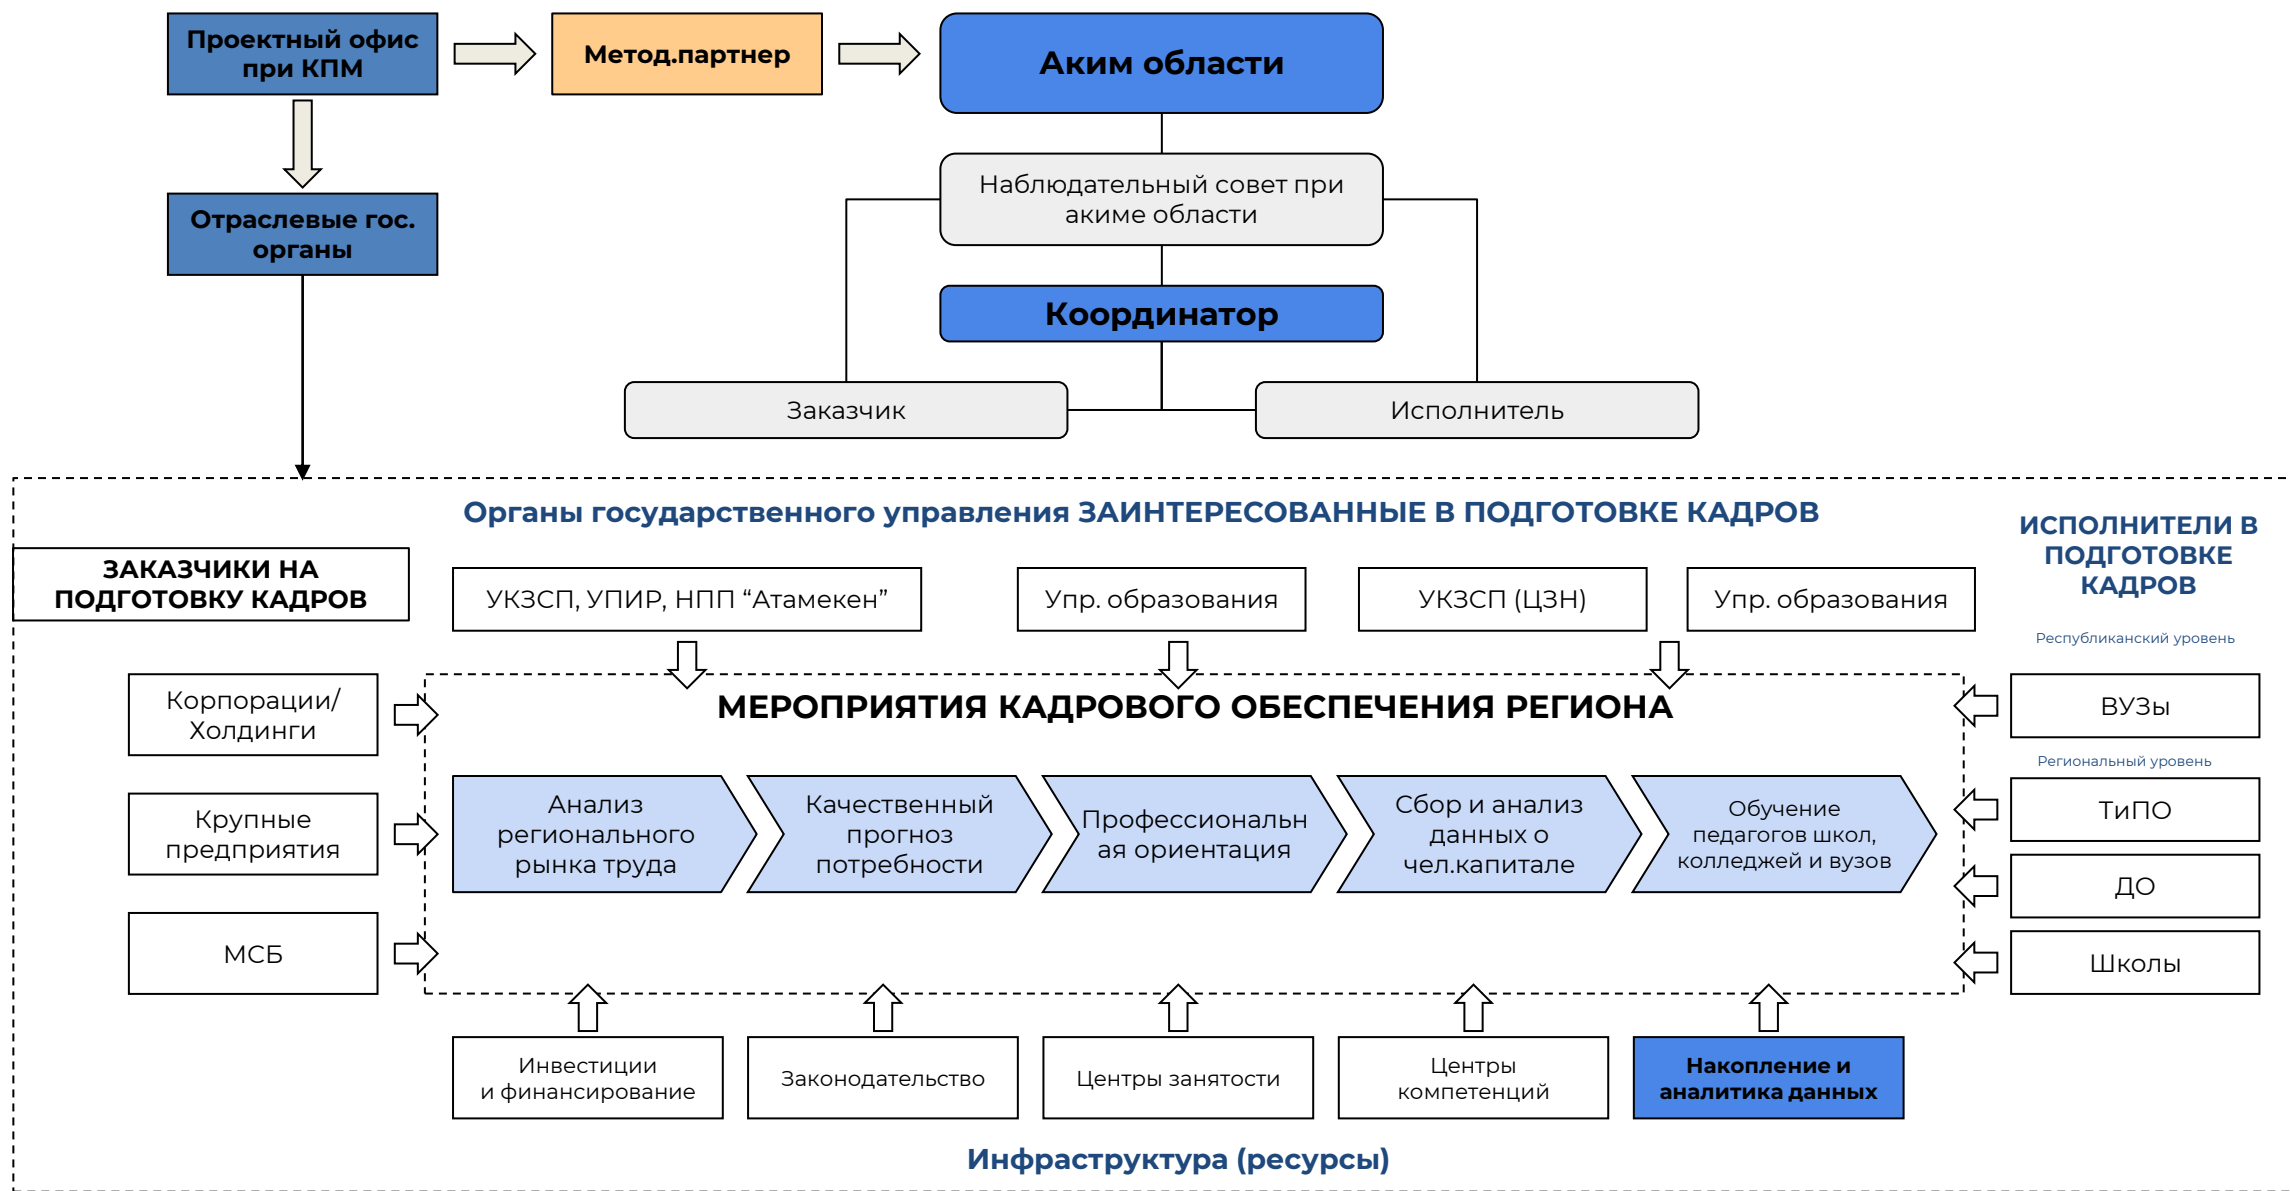 Проектный офис
при КПМ
Метод.партнер
Аким области
Наблюдательный совет при
акиме области
Отраслевые гос.
органы
Координатор
Заказчик
Исполнитель
Органы государственного управления ЗАИНТЕРЕСОВАННЫЕ В ПОДГОТОВКЕ КАДРОВ
ИСПОЛНИТЕЛИ В
ПОДГОТОВКЕ
КАДРОВ
ЗАКАЗЧИКИ НА
ПОДГОТОВКУ КАДРОВ
УКЗСП, УПИР, НПП “Атамекен”
Упр. образования
УКЗСП (ЦЗН)
Упр. образования
Республиканский уровень
Корпорации/
Холдинги
МЕРОПРИЯТИЯ КАДРОВОГО ОБЕСПЕЧЕНИЯ РЕГИОНА
ВУЗы
Региональный уровень
Крупные
предприятия
Анализ
регионального
рынка труда
Качественный
прогноз
потребности
Профессиональн
ая ориентация
Сбор и анализ
данных о
чел.капитале
Обучение
педагогов школ,
колледжей и вузов
ТиПО
ДО
МСБ
Школы
Инвестиции
и финансирование
Законодательство
Центры занятости
Центры
компетенций
Накопление и
аналитика данных
Инфраструктура (ресурсы)